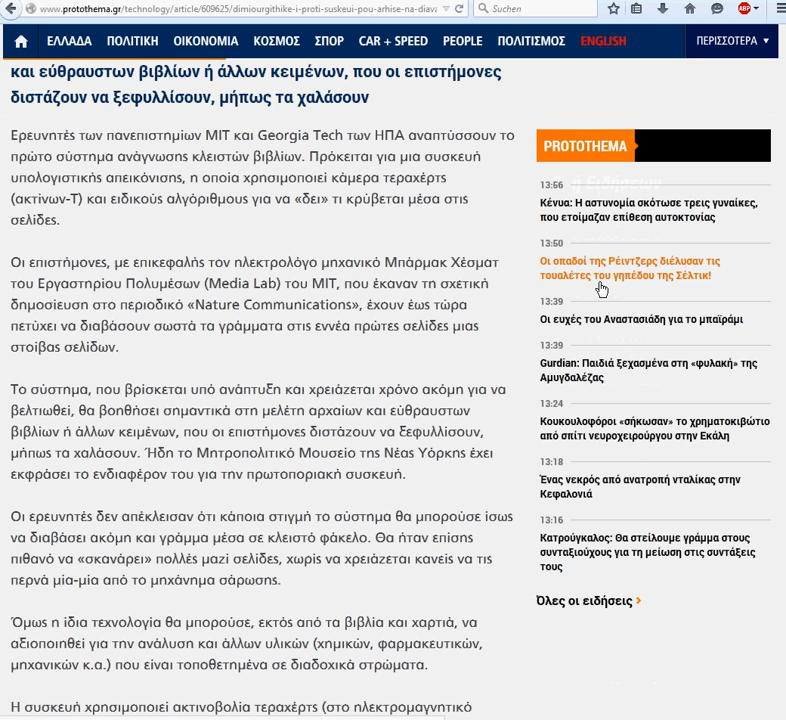 www.protothema.gr/technology/article/609625/dimiourgithike-i-proti-suskeui-pou-arhise-na-diava
Suchen
ABP
ΕΛΛΑΔΑ ΠΟΛΙΤΙΚΗ ΟΙΚΟΝΟΜΙΑ ΚΟΣΜΟΣ ΣΠΟΡ CAR + SPEED PEOPLE ΠΟΛΙΤΙΣΜΟΣ ENGLISH ΠΕΡΙΣΣΟΤΕΡΑ
και εύθραυστων βιβλίων ή άλλων κειμένων, που οι επιστήμονες
διστάζουν να ξεφυλλίσουν, μήπως τα χαλάσουν
Ερευνητές των πανεπιστημίων MIT και Georgia Tech των ΗΠΑ αναπτύσσουν το
πρώτο σύστημα ανάγνωσης κλειστών βιβλίων. Πρόκειται για μια συσκευή
υπολογιστικής απεικόνισης, η οποία χρησιμοποιεί κάμερα τεραχέρτς
(ακτίνων-Τ) και ειδικούς αλγόριθμους για να «δει» τι κρύβεται μέσα στις
σελίδες.
Οι επιστήμονες, με επικεφαλής τον ηλεκτρολόγο μηχανικό Μπάρμακ Χέσματ
του Εργαστηρίου Πολυμέσων (Media Lab) του MIT, που έκαναν τη σχετική
δημοσίευση στο περιοδικό «Nature Communications», έχουν έως τώρα
πετύχει να διαβάσουν σωστά τα γράμματα στις εννέα πρώτες σελίδες μιας
στοίβας σελίδων.
Το σύστημα, που βρίσκεται υπό ανάπτυξη και χρειάζεται χρόνο ακόμη για να
βελτιωθεί, θα βοηθήσει σημαντικά στη μελέτη αρχαίων και εύθραυστων
βιβλίων ή άλλων κειμένων, που οι επιστήμονες διστάζουν να ξεφυλλίσουν,
μήπως τα χαλάσουν. Ήδη το Μητροπολιτικό Μουσείο της Νέας Υόρκης έχει
εκφράσει το ενδιαφέρον του για την πρωτοποριακή συσκευή.
Οι ερευνητές δεν απέκλεισαν ότι κάποια στιγμή το σύστημα θα μπορούσε ίσως
να διαβάσει ακόμη και γράμμα μέσα σε κλειστό φάκελο. Θα ήταν επίσης
πιθανό να «σκανάρει» πολλές μαζί σελίδες, χωρίς να χρειάζεται κανείς να τις
περνά μία-μία από το μηχάνημα σάρωσης.
Όμως η ίδια τεχνολογία θα μπορούσε, εκτός από τα βιβλία και χαρτιά, να
αξιοποιηθεί για την ανάλυση και άλλων υλικών (χημικών, φαρμακευτικών,
μηχανικών κ.α.) που είναι τοποθετημένα σε διαδοχικά στρώματα.
Η συσκευή χρησιμοποιεί ακτινοβολία τεραχέρτς (στο ηλεκτρομαγνητικό
PROTOTHEMA
13:56
Κένυα: Η αστυνομία σκότωσε τρεις γυναίκες,
που ετοίμαζαν επίθεση αυτοκτονίας
13:50
Οι οπαδοί της Ρέιντζερς διέλυσαν τις
τουαλέτες του γηπέδου της Σέλτικ!
13:39
Οι ευχές του Αναστασιάδη για το μπαϊράμι
13:39
Gurdian: Παιδιά ξεχασμένα στη «φυλακή» της
Αμυγδαλέζας
13:24
Κουκουλοφόροι «σήκωσαν» το χρηματοκιβώτιο
από σπίτι νευροχειρούργου στην Εκάλη
13:18
Ένας νεκρός από ανατροπή νταλίκας στην
Κεφαλονιά
13:16
Κατρούγκαλος: Θα στείλουμε γράμμα στους
συνταξιούχους για τη μείωση στις συντάξεις
τους
Όλες οι ειδήσεις